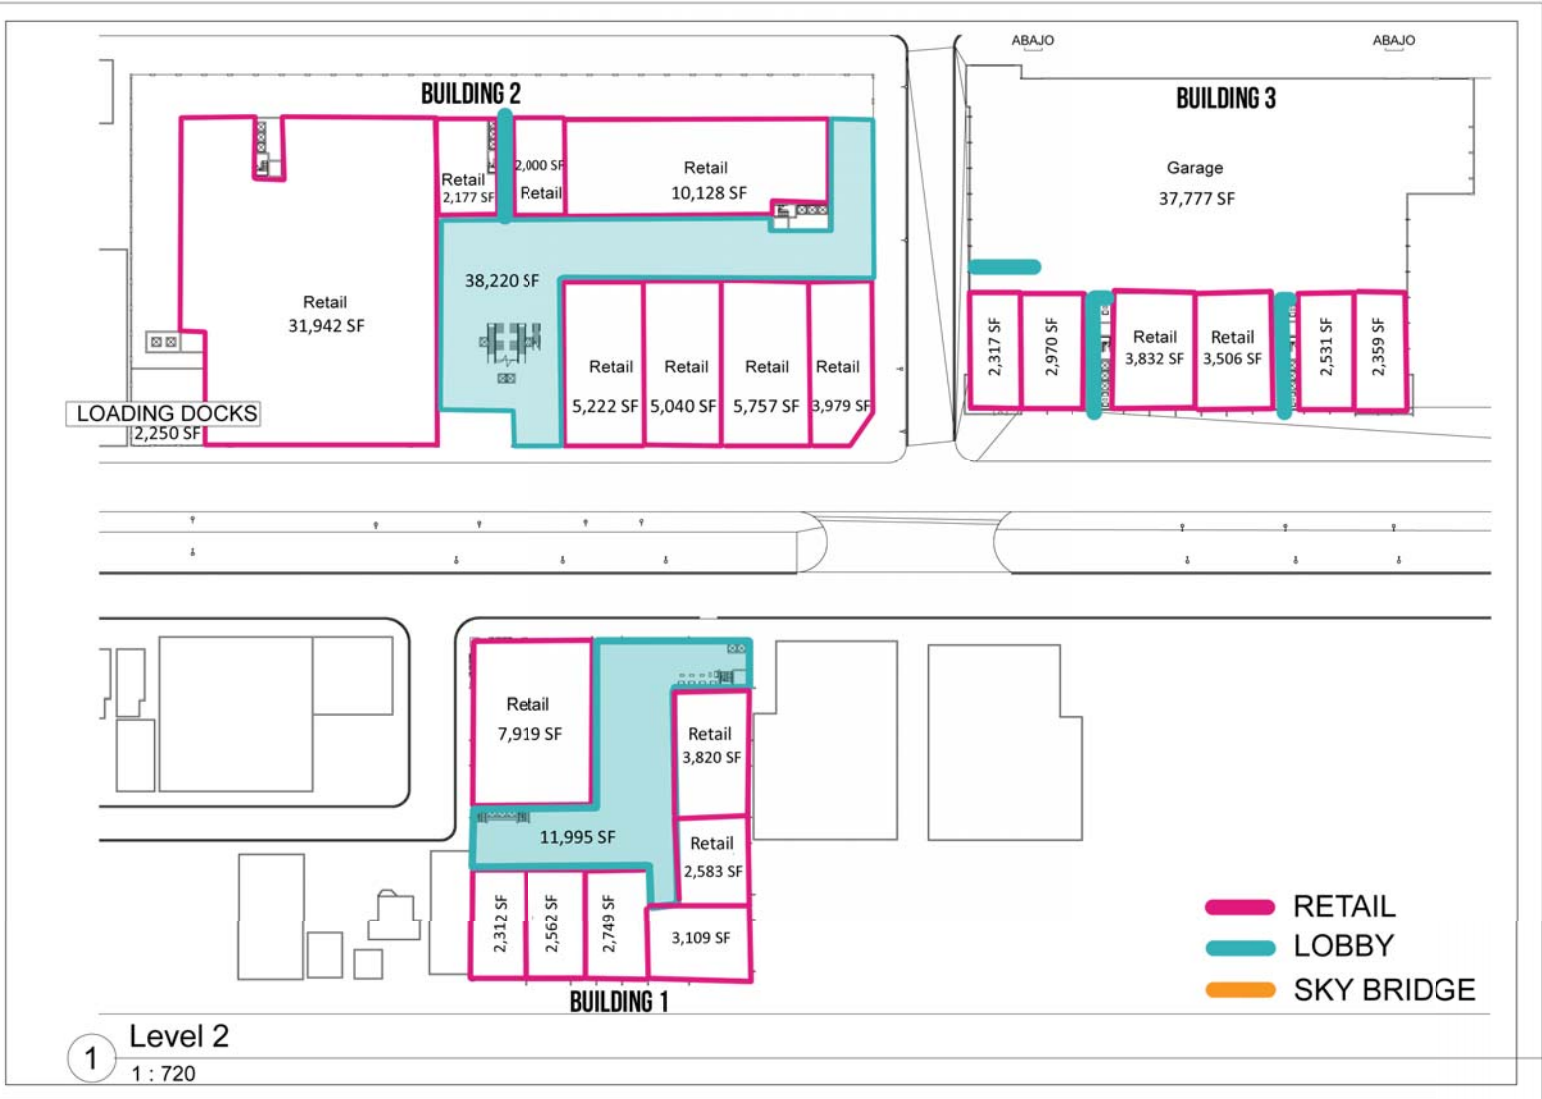 ABAJO
ABAJO
BUILDING 2
BUILDING 3
Retail
2,177 SF
2,000 SF
Retail
Retail
10,128 SF
Garage
37,777 SF
38,220 SF
Retail
31,942 SF
Retail
5,222 SF
Retail
5,040 SF
Retail
5,757 SF
Retail
3,979 SF
2,317 SF
2,970 SF
Retail
3,832 SF
Retail
3,506 SF
2,531 SF
2,359 SF
LOADING DOCKS
2,250 SF
Retail
7,919 SF
Retail
3,820 SF
11,995 SF
Retail
2,583 SF
2,312 SF
2,562 SF
2,749 SF
3,109 SF
BUILDING 1
RETAIL
LOBBY
SKY BRIDGE
1
Level 2
1 : 720